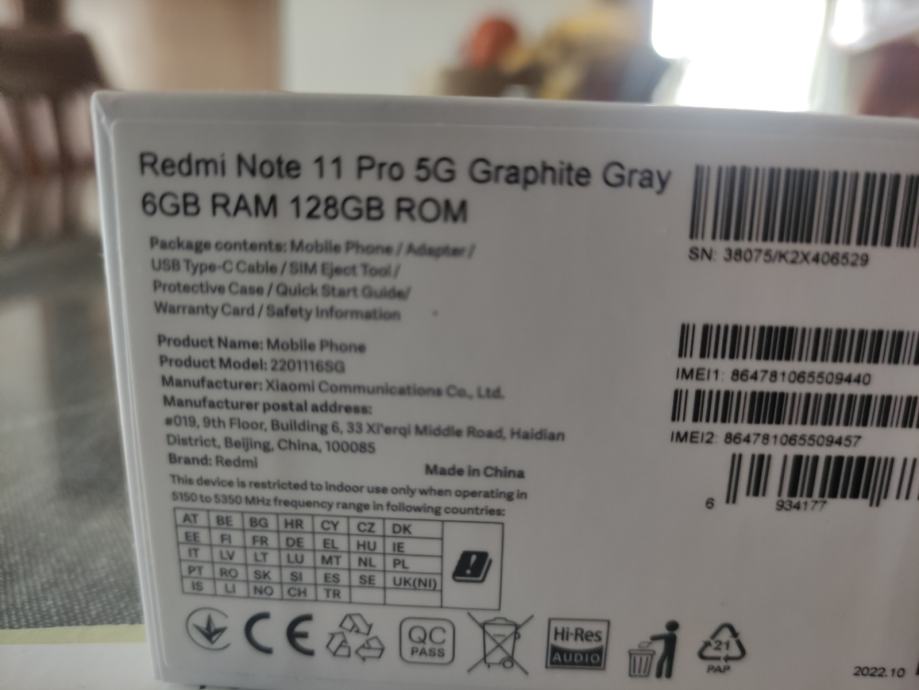 Redmi Note 11 Pro 5G Graphite Gray
6GB RAM 128GB ROM
Package contents: Mobile Phone / Adapter /
USB Type-C Cable / SIM Eject Tool /
Protective Case / Quick Start Guide/
Warranty Card / Safety Information
Product Name: Mobile Phone
Product Model: 2201116SG
Manufacturer: Xiaomi Communications Co., Ltd.
Manufacturer postal address:
#019, 9th Floor, Building 6, 33 Xi'erqi Middle Road, Haidian
District, Beijing, China, 100085
Brand: Redmi
Made in China
This device is restricted to indoor use only when operating in
5150 to 5350 MHz frequency range in following countries:
AT BE BG HR CY CZ DK
EE FI FR DE EL HU IE
IT LV LT LU MT NL PL
PT RO SK SI ES SE UK(NI)
IS LI NO CH TR
CE
QC
PASS
Hi-Res
AUDIO
21
PAP
SN: 38075/K2X406529
IMEI1: 864781065509440
IMEI2: 864781065509457
6 934177
2022.10